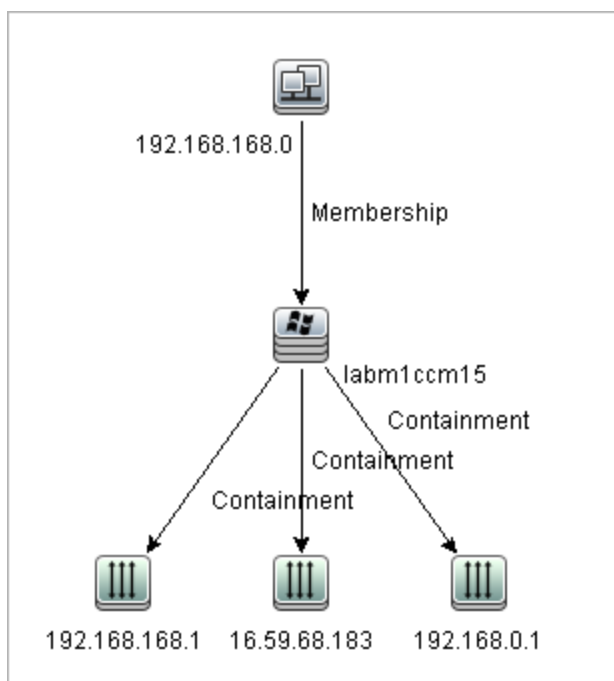 192.168.168.0
Membership
labm1ccm15
Containment
Containment
Containment
192.168.168.1
16.59.68.183
192.168.0.1